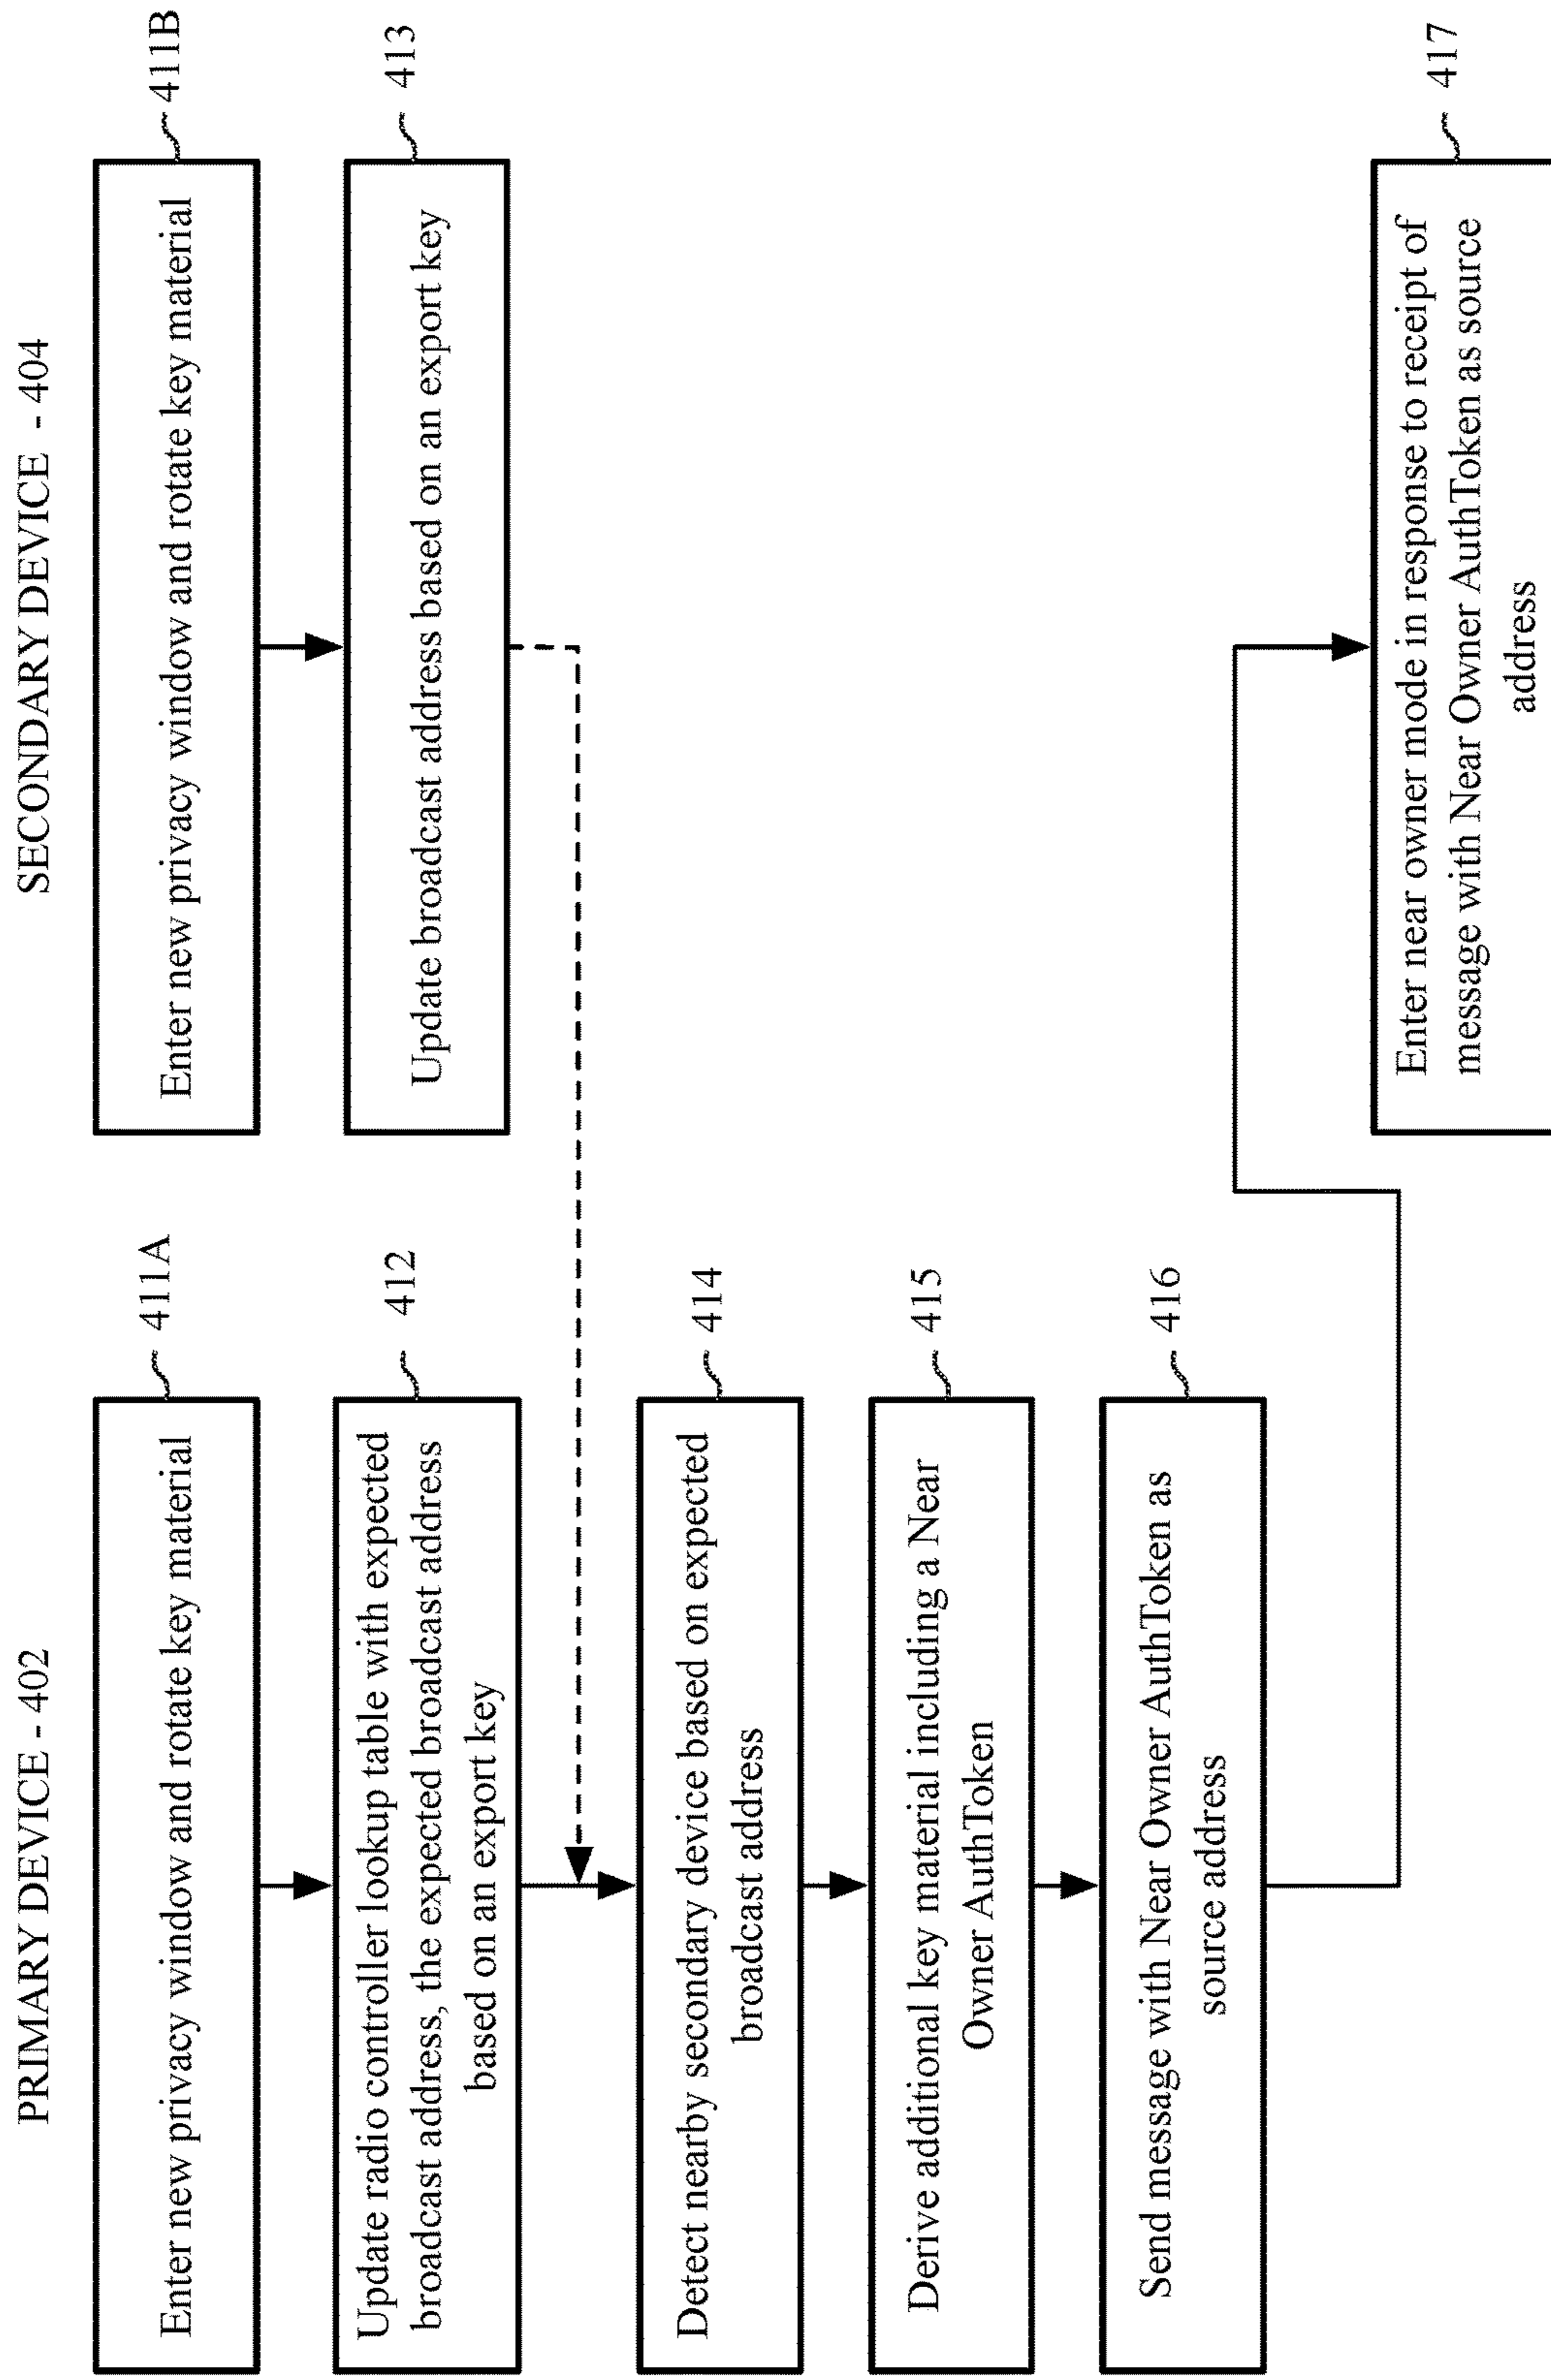 PRIMARY DEVICE - 402
Enter new privacy window and rotate key material
411A
Update radio controller lookup table with expected
broadcast address, the expected broadcast address
based on an export key
412
Detect nearby secondary device based on expected
broadcast address
414
Derive additional key material including a Near
Owner AuthToken
415
Send message with Near Owner AuthToken as
source address
416
SECONDARY DEVICE - 404
Enter new privacy window and rotate key material
411B
Update broadcast address based on an export key
413
Enter near owner mode in response to receipt of
message with Near Owner AuthToken as source
address
417